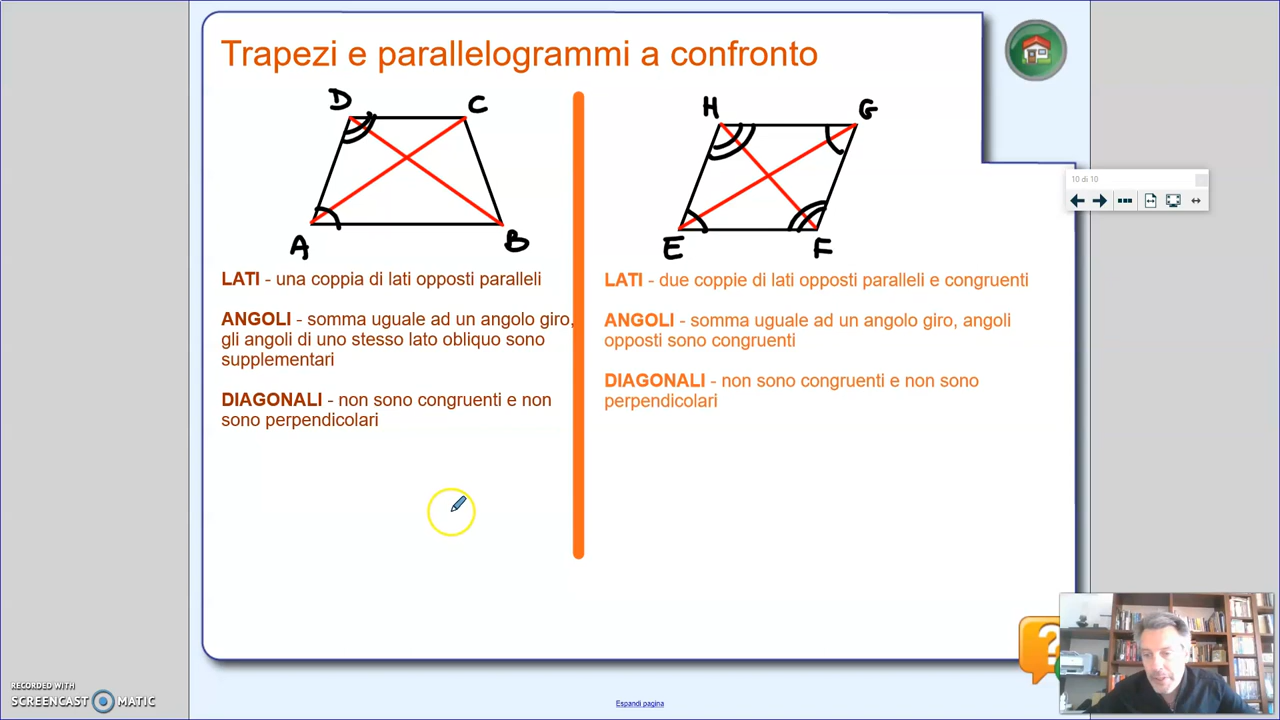 Trapezi e parallelogrammi a confronto
D
C
A
B
H
G
E
F
LATI - una coppia di lati opposti paralleli
ANGOLI - somma uguale ad un angolo giro,
gli angoli di uno stesso lato obliquo sono
supplementari
DIAGONALI - non sono congruenti e non
sono perpendicolari
LATI - due coppie di lati opposti paralleli e congruenti
ANGOLI - somma uguale ad un angolo giro, angoli
opposti sono congruenti
DIAGONALI - non sono congruenti e non sono
perpendicolari
10 di 10
?
RECORDED WITH
SCREENCAST MATIC
Espandi pagina